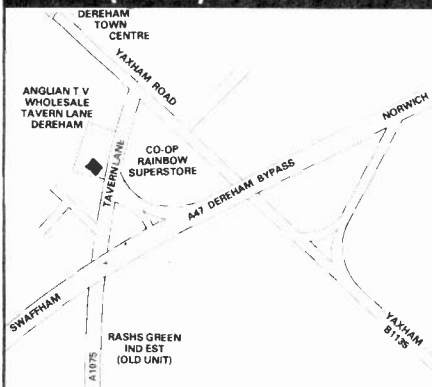 DEREHAM
TOWN
CENTRE
YAXHAM ROAD
ANGLIAN T V
WHOLESALE
TAVERN LANE
DEREHAM
NORWICH
CO-OP
RAINBOW
SUPERSTORE
TAVERN LANE
A47 DEREHAM BYPASS
SWAFFHAM
YAXHAM
B1135
RASHS GREEN
IND EST
(OLD UNIT)
A1075